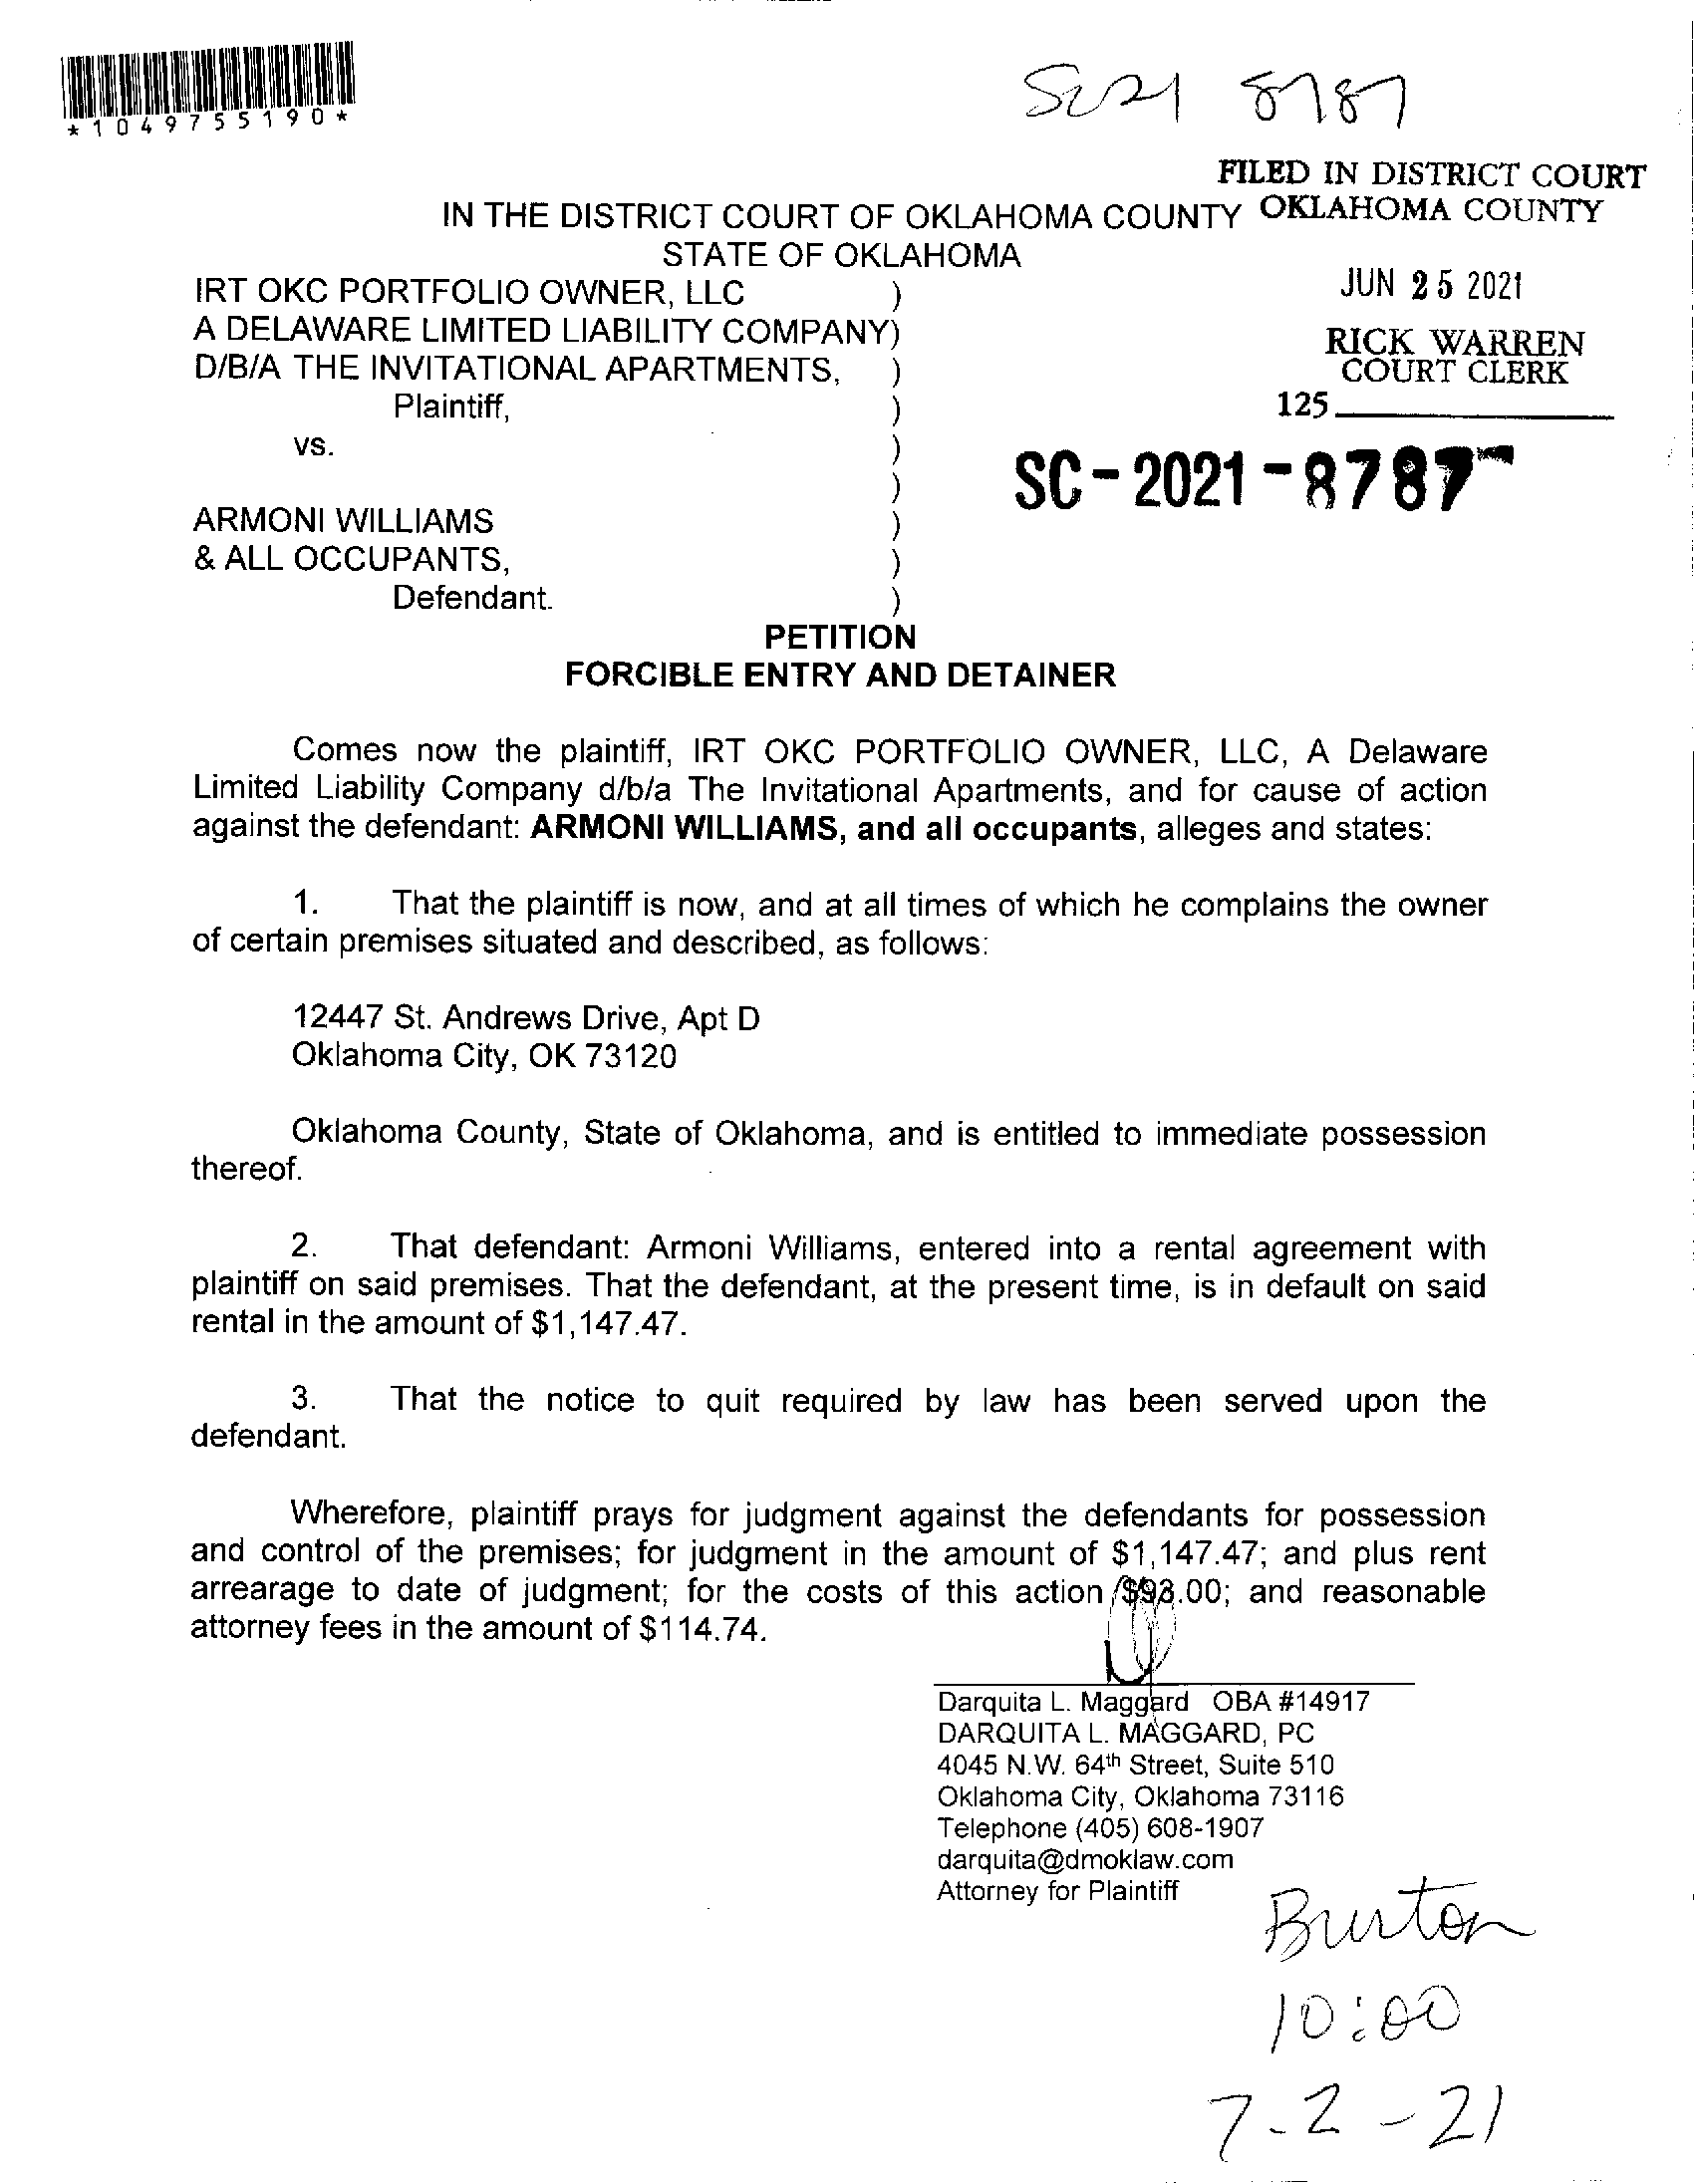 *1049755190*
SC21 8787
FILED IN DISTRICT COURT
OKLAHOMA COUNTY
IN THE DISTRICT COURT OF OKLAHOMA COUNTY
STATE OF OKLAHOMA
JUN 25 2021
RICK WARREN
COURT CLERK
125
SC-2021-8787
IRT OKC PORTFOLIO OWNER, LLC )
A DELAWARE LIMITED LIABILITY COMPANY)
D/B/A THE INVITATIONAL APARTMENTS, )
Plaintiff, )
vs. )
)
ARMONI WILLIAMS )
& ALL OCCUPANTS, )
Defendant. )
PETITION
FORCIBLE ENTRY AND DETAINER
Comes now the plaintiff, IRT OKC PORTFOLIO OWNER, LLC, A Delaware
Limited Liability Company d/b/a The Invitational Apartments, and for cause of action
against the defendant: ARMONI WILLIAMS, and all occupants, alleges and states:
1. That the plaintiff is now, and at all times of which he complains the owner
of certain premises situated and described, as follows:
12447 St. Andrews Drive, Apt D
Oklahoma City, OK 73120
Oklahoma County, State of Oklahoma, and is entitled to immediate possession
thereof.
2. That defendant: Armoni Williams, entered into a rental agreement with
plaintiff on said premises. That the defendant, at the present time, is in default on said
rental in the amount of $1,147.47.
3. That the notice to quit required by law has been served upon the
defendant.
Wherefore, plaintiff prays for judgment against the defendants for possession
and control of the premises; for judgment in the amount of $1,147.47; and plus rent
arrearage to date of judgment; for the costs of this action $93.00; and reasonable
attorney fees in the amount of $114.74.
Darquita L. Maggard OBA #14917
DARQUITA L. MAGGARD, PC
4045 N.W. 64th Street, Suite 510
Oklahoma City, Oklahoma 73116
Telephone (405) 608-1907
darquita@dmoklaw.com
Attorney for Plaintiff
Burton
10:00
7-2-21